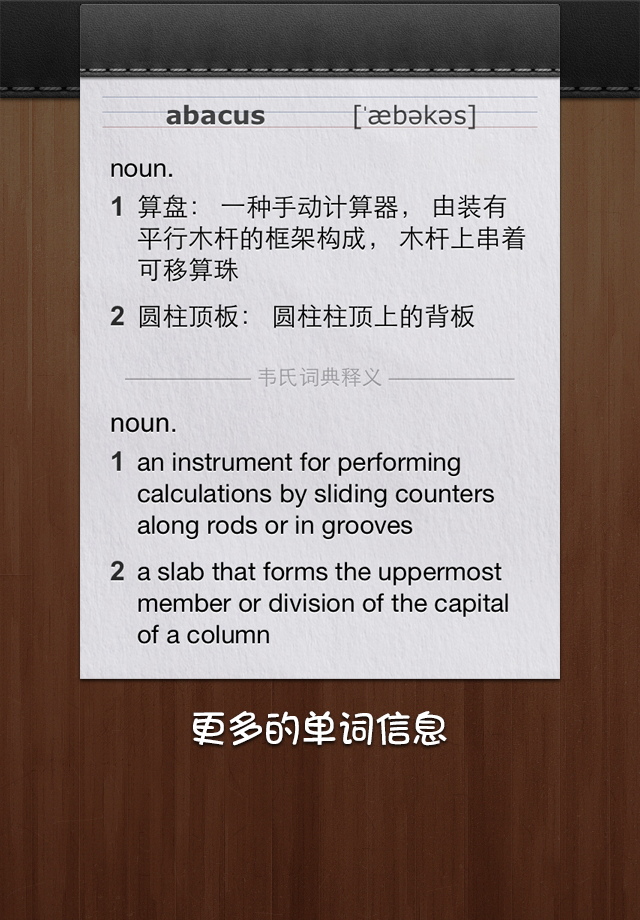 abacus ['æbəkəs]
noun.
1 算盘： 一种手动计算器， 由装有
平行木杆的框架构成， 木杆上串着
可移算珠
2 圆柱顶板： 圆柱柱顶上的背板
韦氏词典释义
noun.
1 an instrument for performing
calculations by sliding counters
along rods or in grooves
2 a slab that forms the uppermost
member or division of the capital
of a column
更多的单词信息